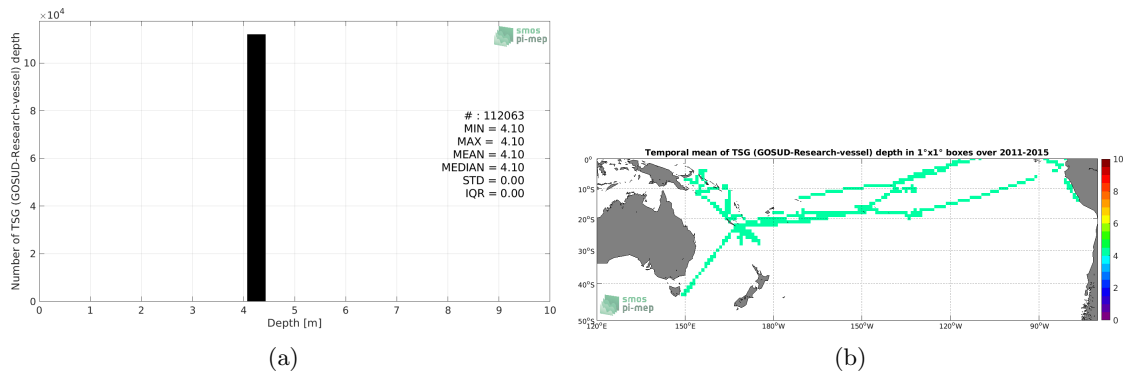 ×10⁴
smos
pi-mep
Number of TSG (GOSUD-Research-vessel) depth
10
8
6
4
2
0
# : 112063
MIN = 4.10
MAX = 4.10
MEAN = 4.10
MEDIAN = 4.10
STD = 0.00
IQR = 0.00
0 1 2 3 4 5 6 7 8 9 10
Depth [m]
(a)
Temporal mean of TSG (GOSUD-Research-vessel) depth in 1°x1° boxes over 2011-2015
0°
10°S
20°S
30°S
40°S
50°S
120°E 150°E 180°W 150°W 120°W 90°W
smos
pi-mep
10
8
6
4
2
0
(b)